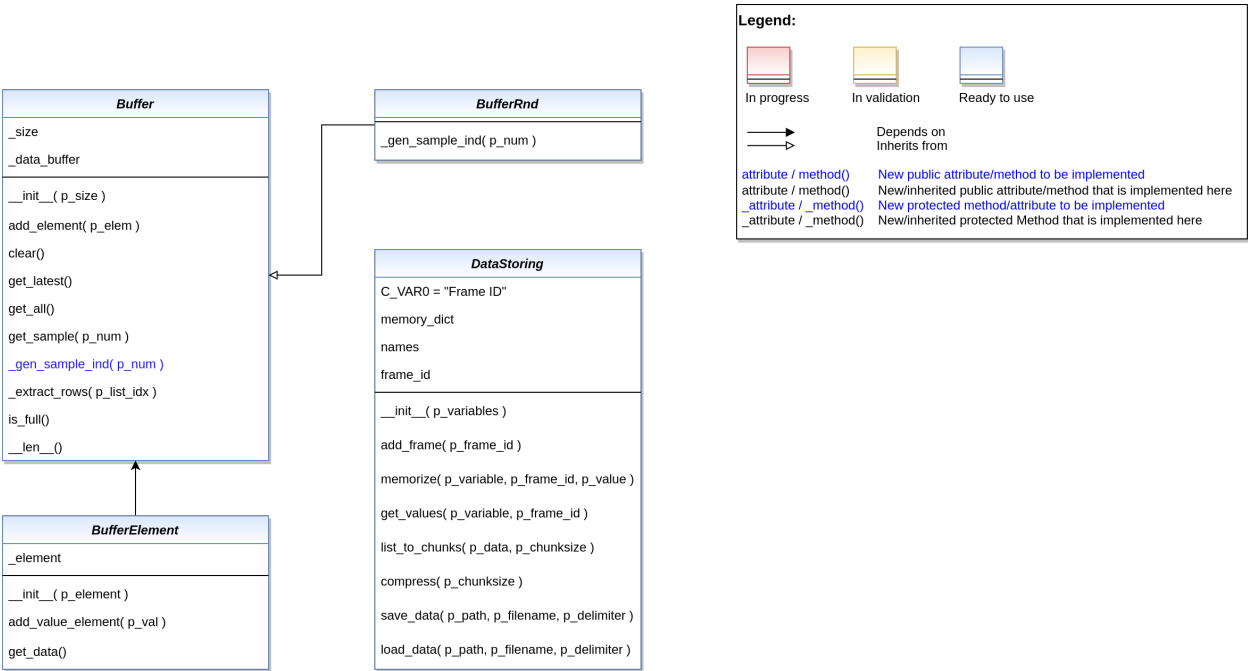 Legend:
In progress
In validation
Ready to use
Depends on
Inherits from
attribute / method() New public attribute/method to be implemented
attribute / method() New/inherited public attribute/method that is implemented here
_attribute / _method() New protected method/attribute to be implemented
_attribute / _method() New/inherited protected Method that is implemented here
Buffer
_size
_data_buffer
__init__( p_size )
add_element( p_elem )
clear()
get_latest()
get_all()
get_sample( p_num )
_gen_sample_ind( p_num )
_extract_rows( p_list_idx )
is_full()
__len__()
BufferElement
_element
__init__( p_element )
add_value_element( p_val )
get_data()
BufferRnd
_gen_sample_ind( p_num )
DataStoring
C_VAR0 = "Frame ID"
memory_dict
names
frame_id
__init__( p_variables )
add_frame( p_frame_id )
memorize( p_variable, p_frame_id, p_value )
get_values( p_variable, p_frame_id )
list_to_chunks( p_data, p_chunksize )
compress( p_chunksize )
save_data( p_path, p_filename, p_delimiter )
load_data( p_path, p_filename, p_delimiter )